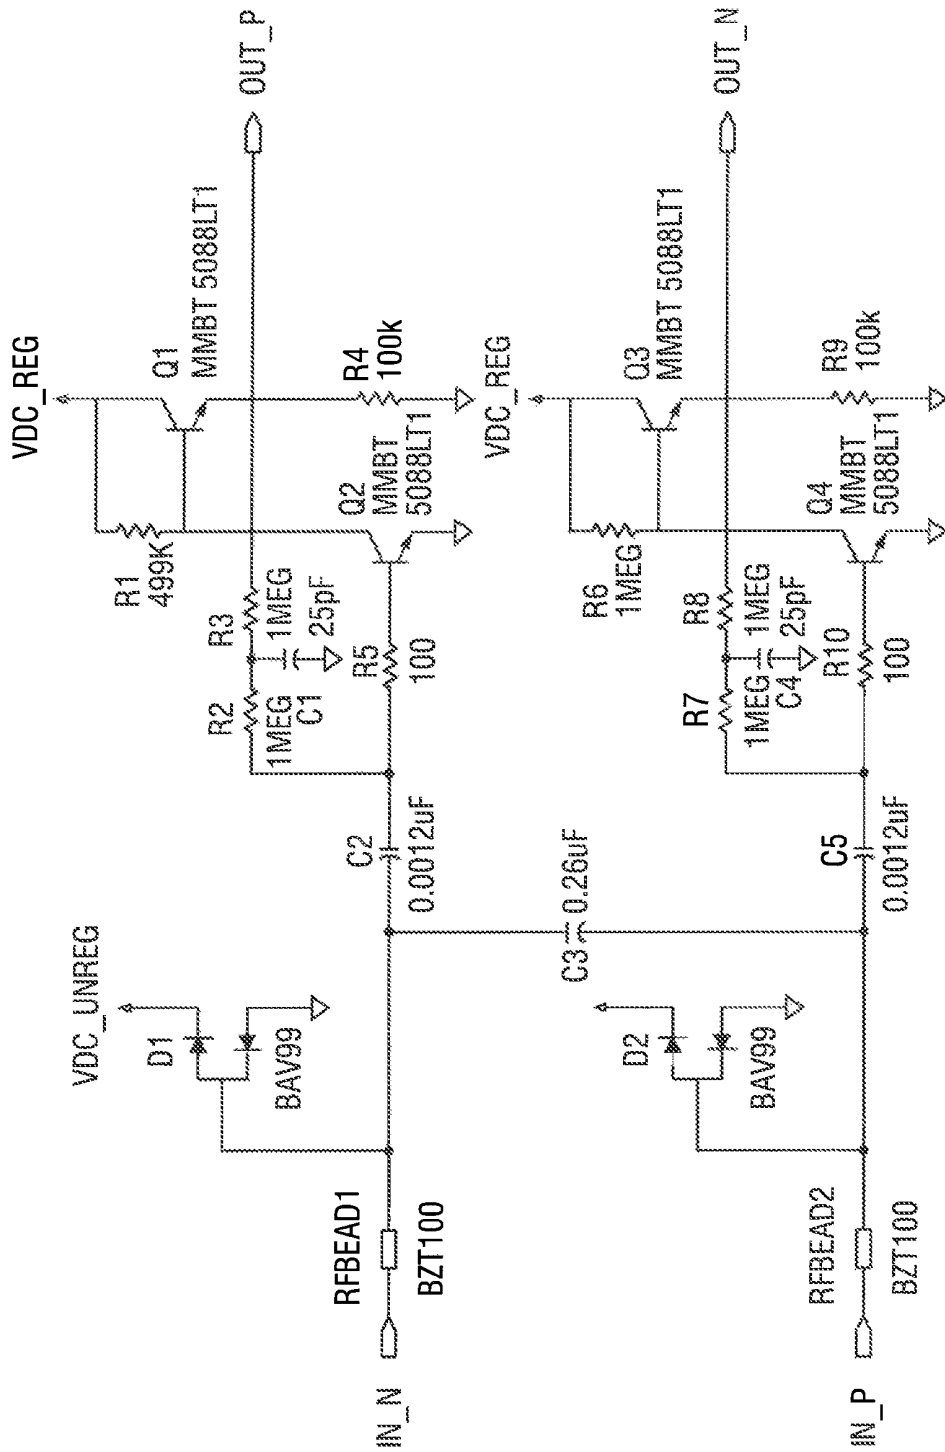 VDC_REG
OUT_P
R1
499K
Q1
MMBT 5088LT1
R3
1MEG
25pF
R2
1MEG
C1
R5
100
Q2
MMBT
5088LT1
R4
100k
C2
0.0012uF
VDC_UNREG
D1
BAV99
RFBEAD1
BZT100
IN_N
C3
0.26uF
VDC_REG
OUT_N
R6
1MEG
Q3
MMBT 5088LT1
R8
1MEG
25pF
R7
1MEG
C4
R10
100
Q4
MMBT
5088LT1
R9
100k
C5
0.0012uF
D2
BAV99
RFBEAD2
BZT100
IN_P